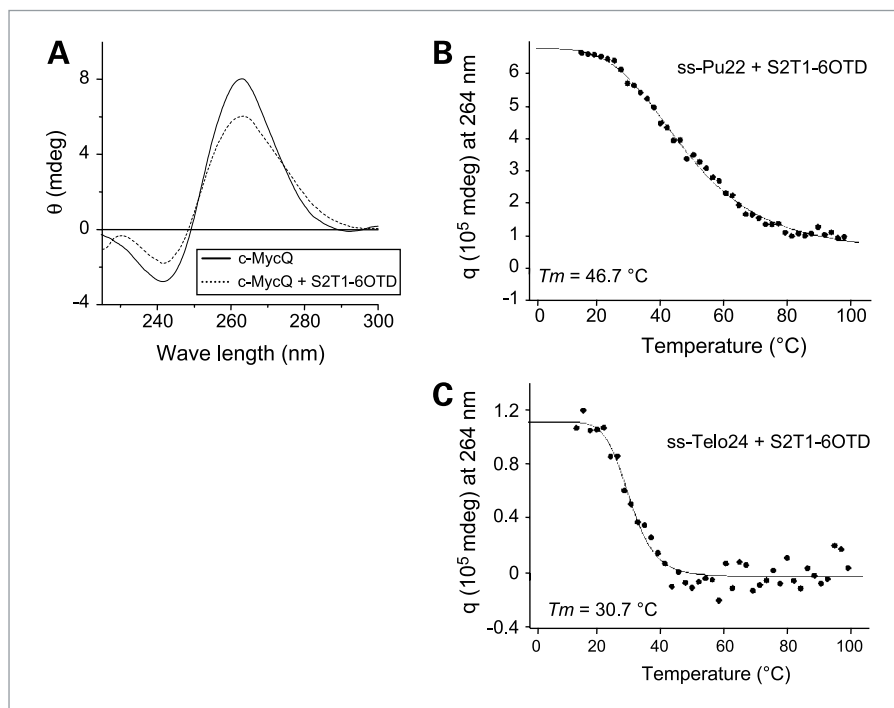 A
θ (mdeg)
8
4
0
-4
c-MycQ
c-MycQ + S2T1-6OTD
240
260
280
300
Wave length (nm)
B
q (10⁵ mdeg) at 264 nm
6
5
4
3
2
1
0
-1
ss-Pu22 + S2T1-6OTD
Tm = 46.7 °C
0
20
40
60
80
100
Temperature (°C)
C
q (10⁵ mdeg) at 264 nm
1.2
0.8
0.4
0
-0.4
ss-Telo24 + S2T1-6OTD
Tm = 30.7 °C
0
20
40
60
80
100
Temperature (°C)